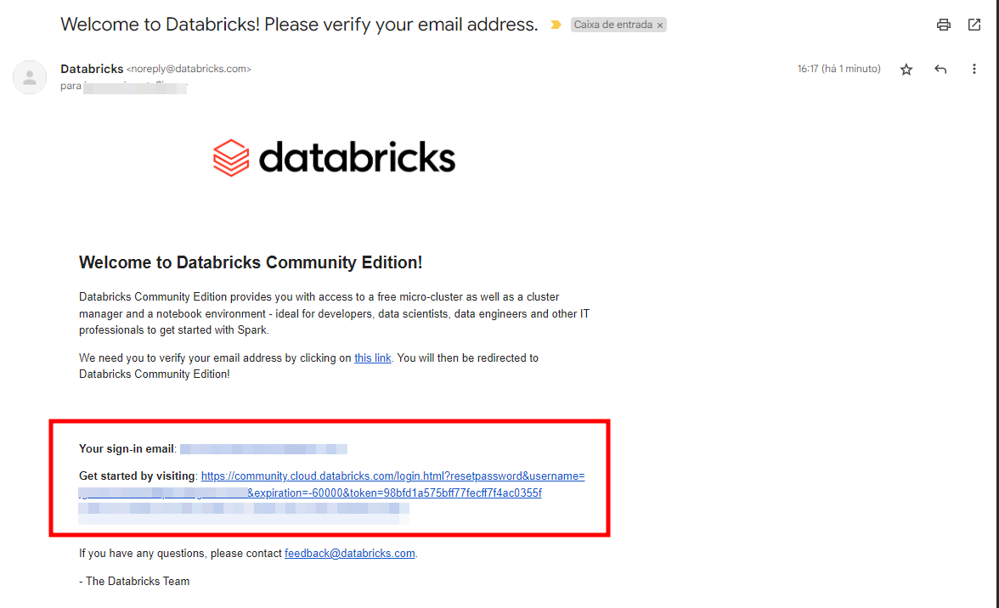 Welcome to Databricks! Please verify your email address. Caixa de entrada ×
Databricks <noreply@databricks.com> 16:17 (há 1 minuto)
para
databricks
Welcome to Databricks Community Edition!
Databricks Community Edition provides you with access to a free micro-cluster as well as a cluster
manager and a notebook environment - ideal for developers, data scientists, data engineers and other IT
professionals to get started with Spark.
We need you to verify your email address by clicking on this link. You will then be redirected to
Databricks Community Edition!
Your sign-in email:
Get started by visiting: https://community.cloud.databricks.com/login.html?resetpassword&username=
&expiration=-60000&token=98bfd1a575bff77fecff7f4ac0355f
If you have any questions, please contact feedback@databricks.com.
- The Databricks Team